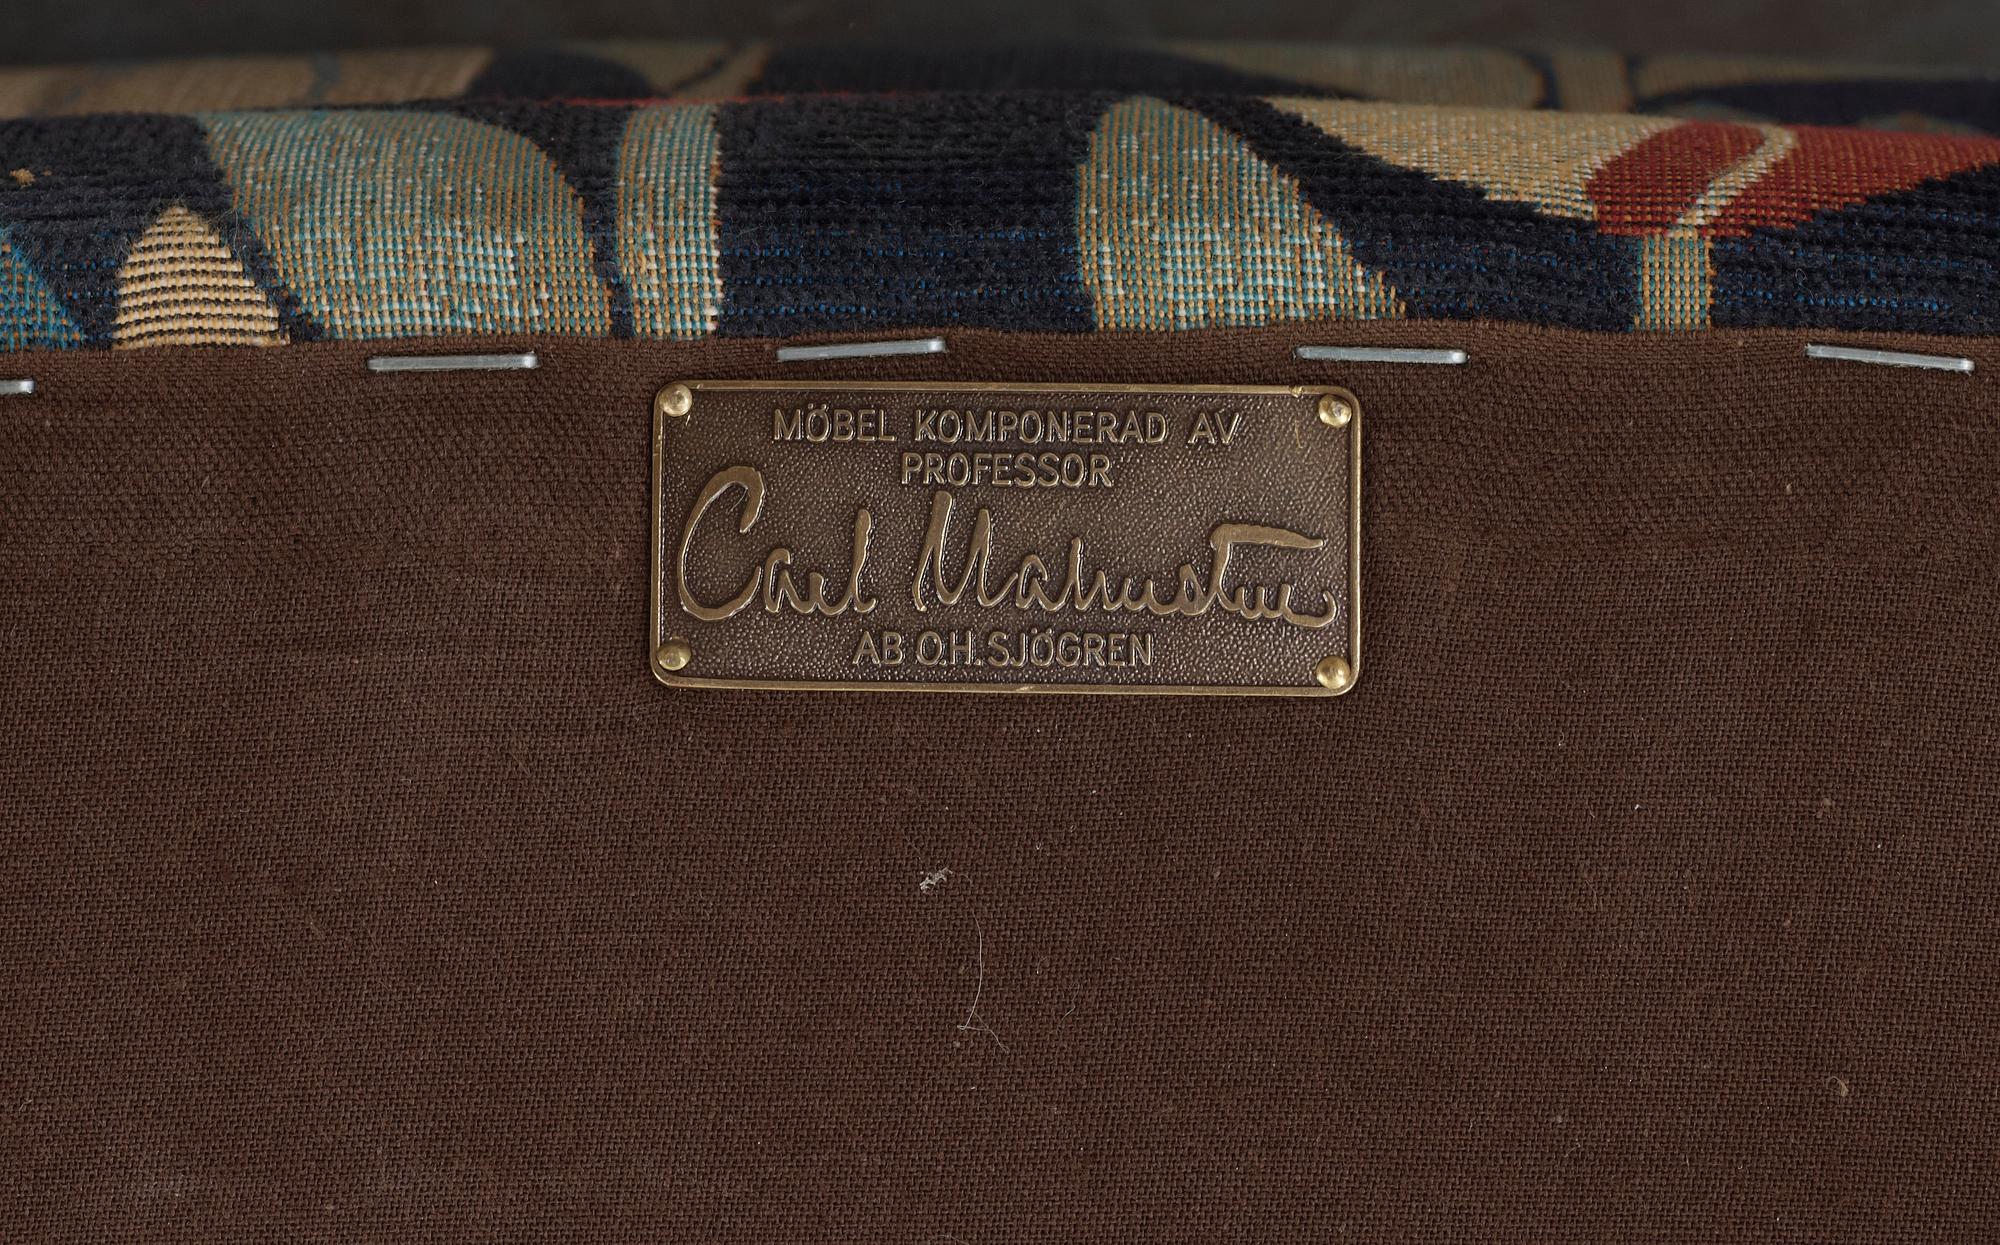 MÖBEL KOMPONERAD AV
PROFESSOR
Carl Malmsten
AB O.H. SJÖGREN